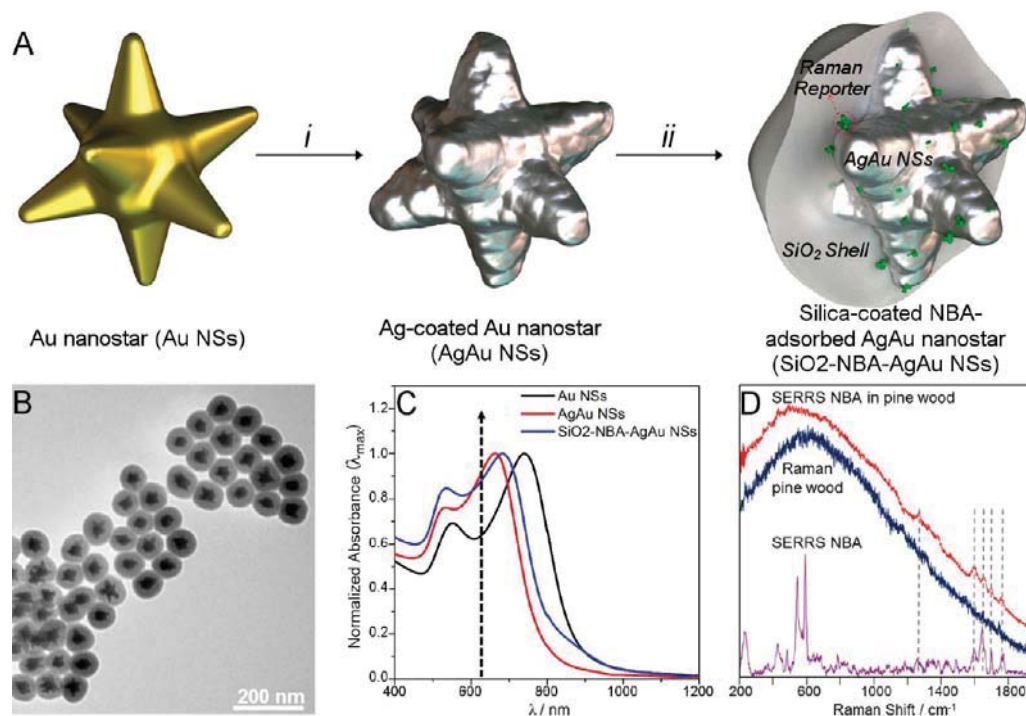 A
i
ii
Raman
Reporter
AgAu NSs
SiO2 Shell
Au nanostar (Au NSs)
Ag-coated Au nanostar
(AgAu NSs)
Silica-coated NBA-
adsorbed AgAu nanostar
(SiO2-NBA-AgAu NSs)
B
200 nm
C
Au NSs
AgAu NSs
SiO2-NBA-AgAu NSs
Normalized Absorbance (λmax)
1.2
1.0
0.8
0.6
0.4
0.2
0.0
400 600 800 1000 1200
λ / nm
D
SERRS NBA in pine wood
Raman
pine wood
SERRS NBA
200 600 1000 1400 1800
Raman Shift / cm-1